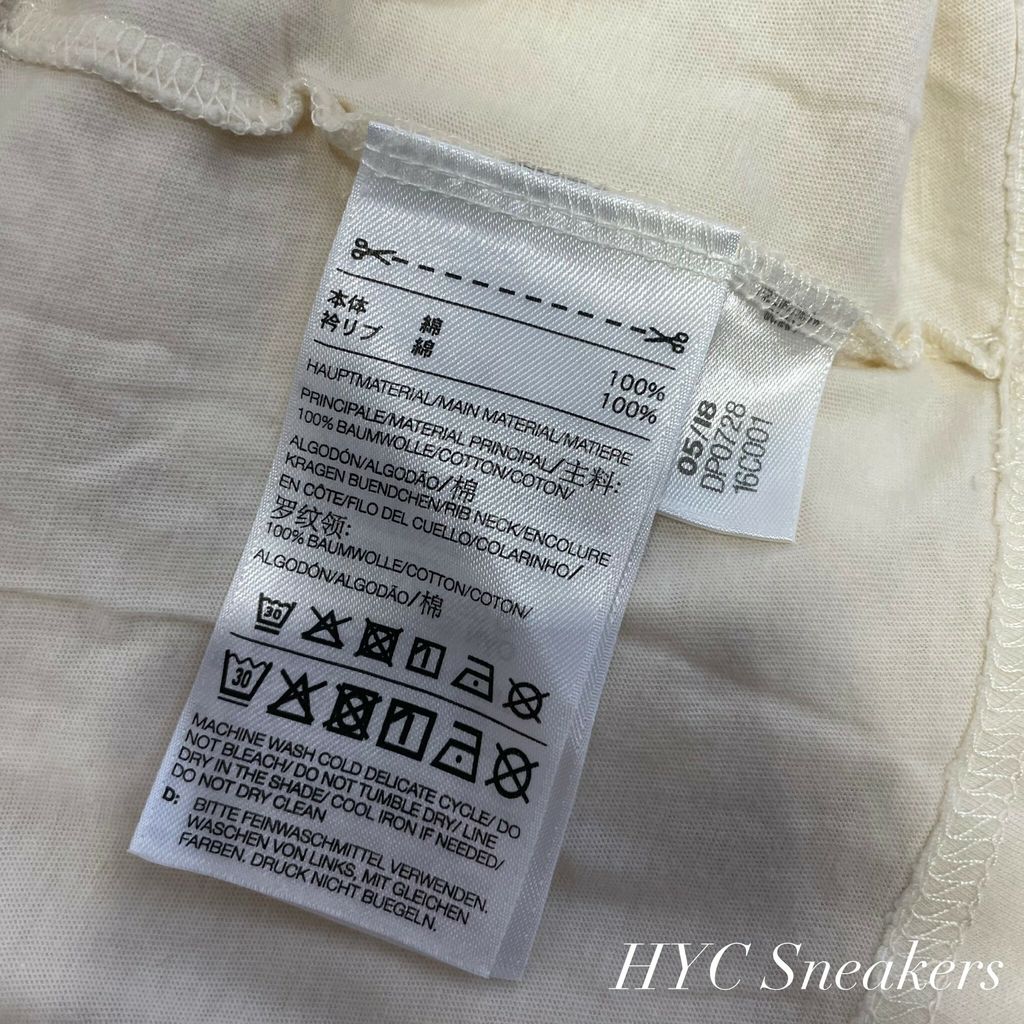 本体 綿 100%
衿リブ 綿 100%
HAUPTMATERIAL/MAIN MATERIAL/MATIERE
PRINCIPALE/MATERIAL PRINCIPAL/主料:
100% BAUMWOLLE/COTTON/COTON/
ALGODÓN/ALGODÃO/棉
KRAGEN BUENDCHEN/RIB NECK/ENCOLURE
EN CÔTE/FILO DEL CUELLO/COLARINHO/
罗纹领:
100% BAUMWOLLE/COTTON/COTON/
ALGODÓN/ALGODÃO/棉
30
30
MACHINE WASH COLD DELICATE CYCLE/ DO
NOT BLEACH/ DO NOT TUMBLE DRY/ LINE
DRY IN THE SHADE/ COOL IRON IF NEEDED/
DO NOT DRY CLEAN
D: BITTE FEINWASCHMITTEL VERWENDEN.
WASCHEN VON LINKS. MIT GLEICHEN
FARBEN. DRUCK NICHT BUEGELN.
05/18
DP0728
16C001
HYC Sneakers